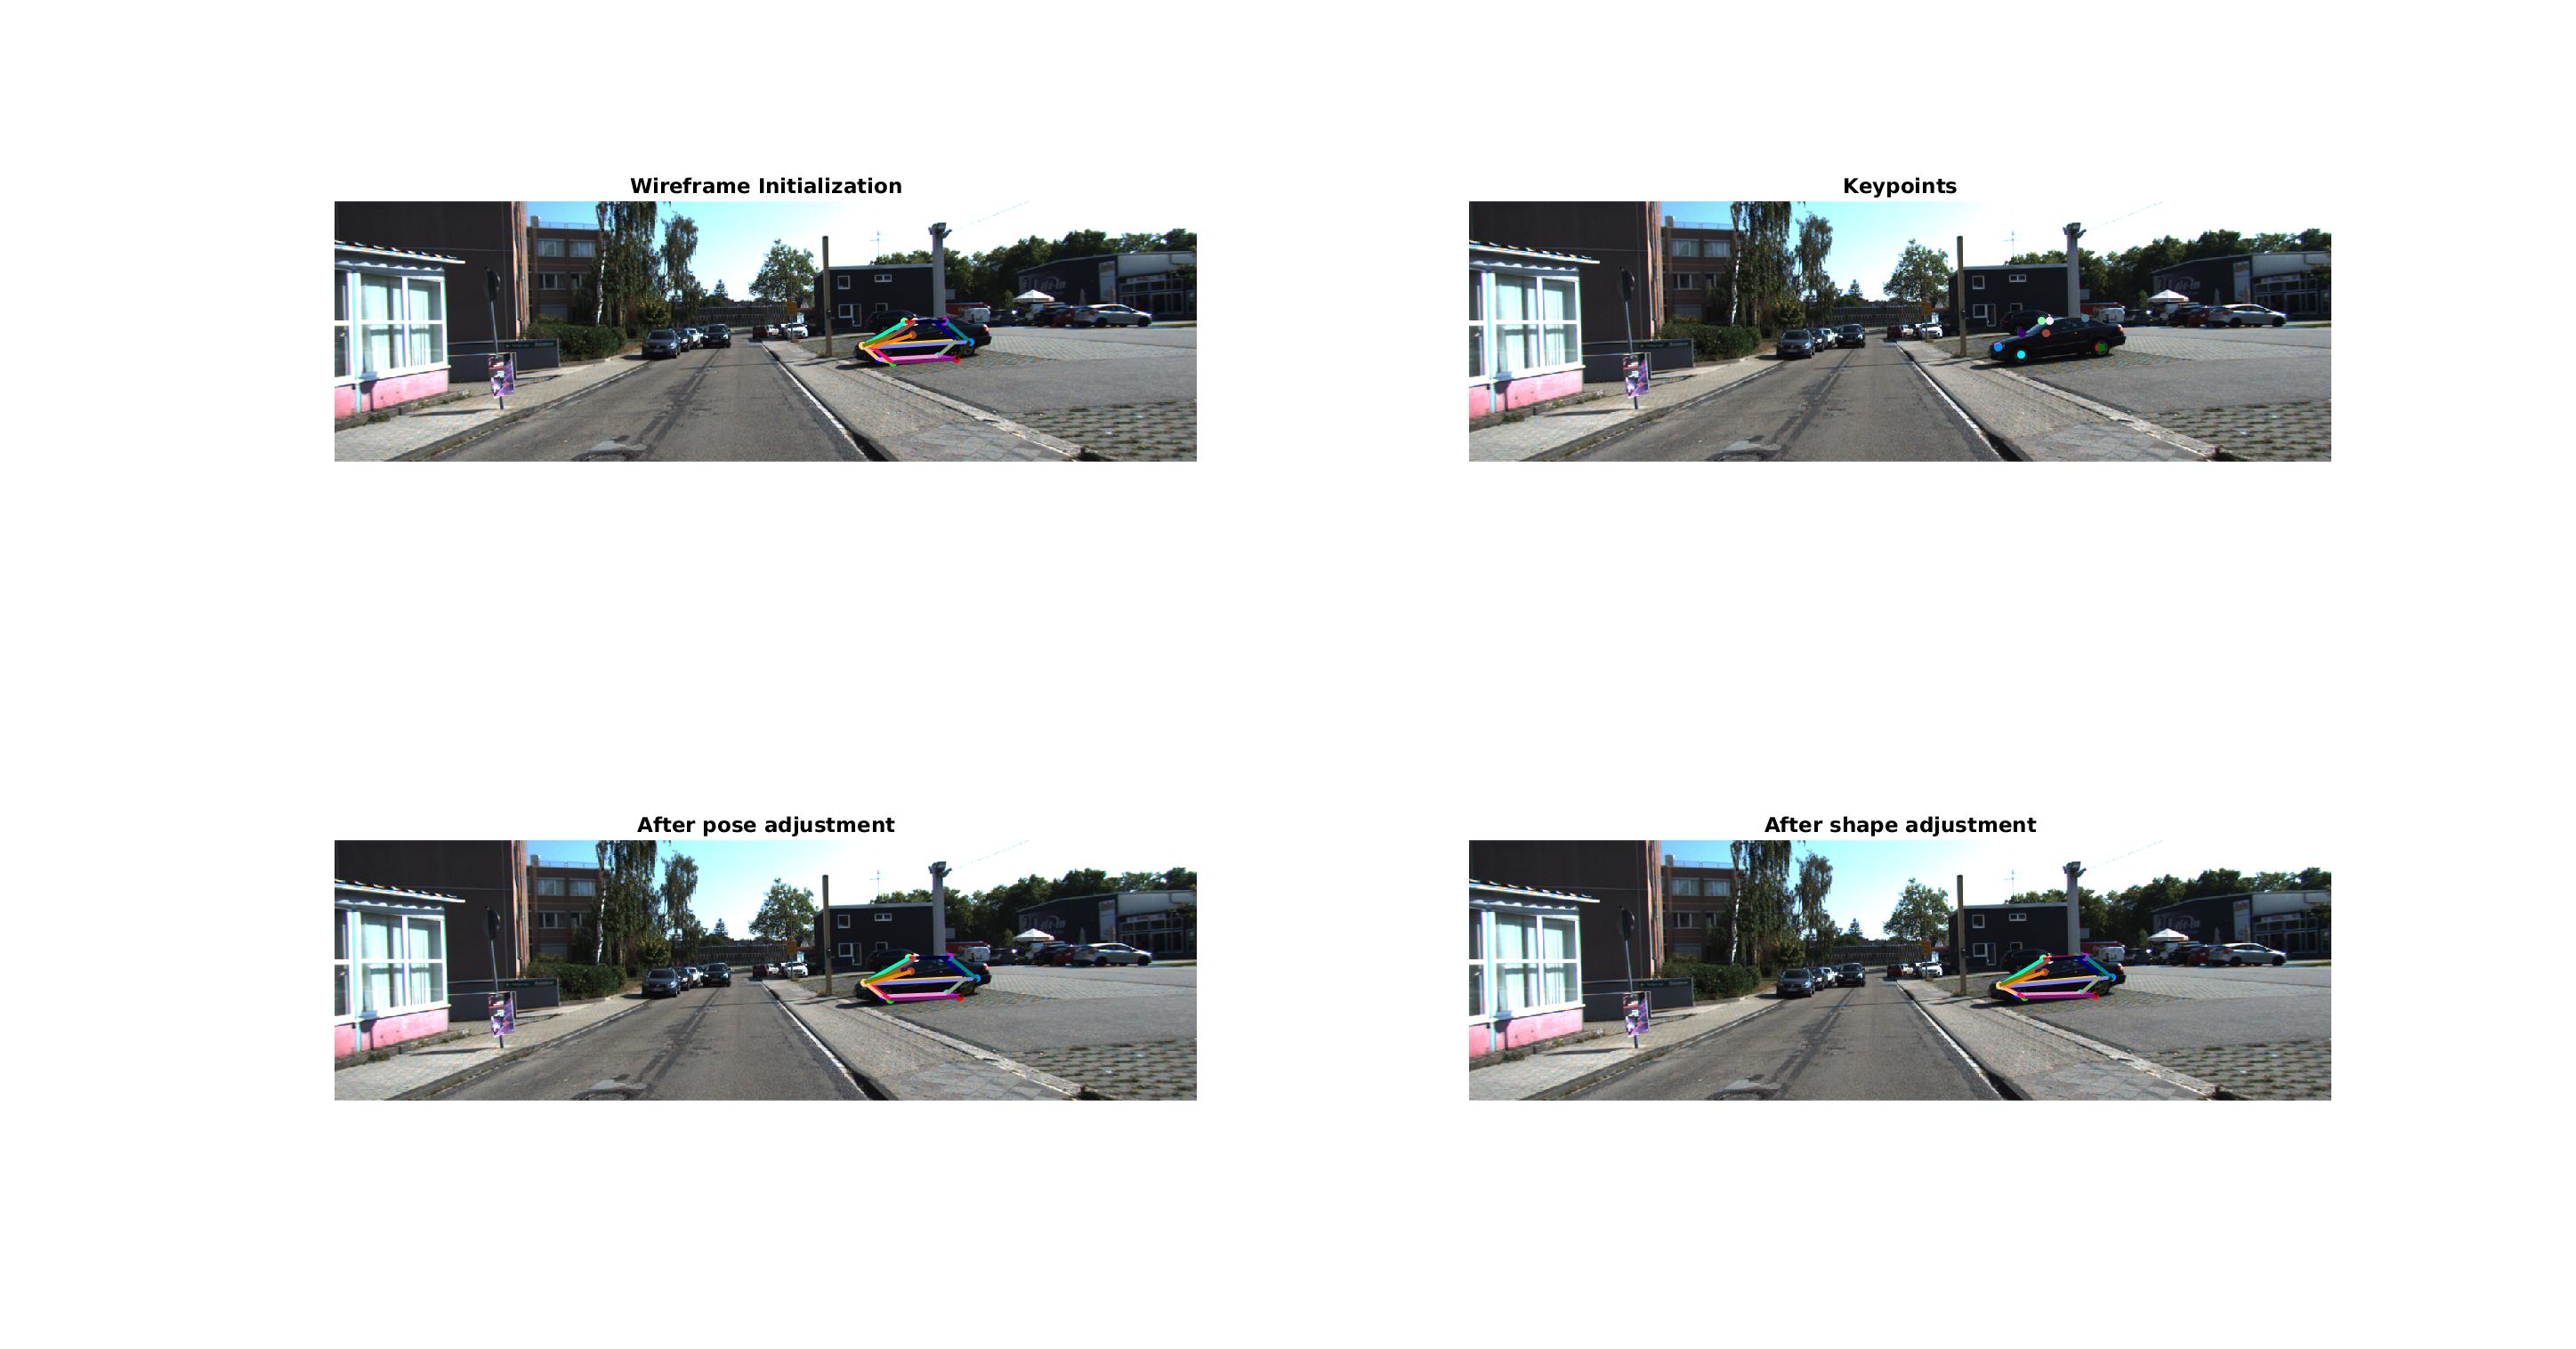 Wireframe Initialization
Keypoints
After pose adjustment
After shape adjustment